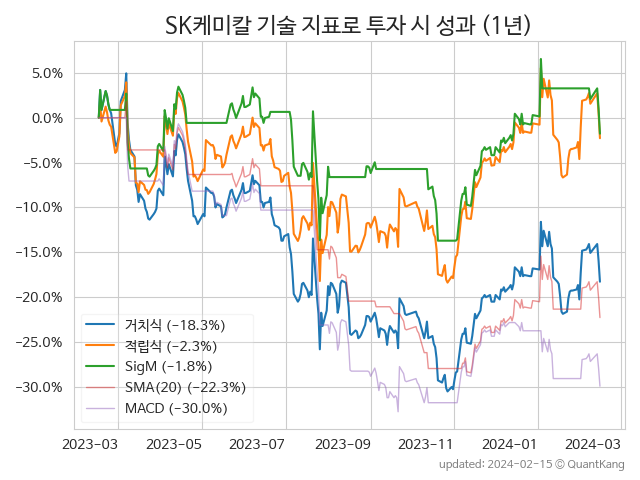 SK케미칼 기술 지표로 투자 시 성과 (1년)
5.0%
0.0%
−5.0%
−10.0%
−15.0%
−20.0%
−25.0%
−30.0%
거치식 (−18.3%)
적립식 (−2.3%)
SigM (−1.8%)
SMA(20) (−22.3%)
MACD (−30.0%)
2023−03 2023−05 2023−07 2023−09 2023−11 2024−01 2024−03
updated: 2024−02−15 ⓒ QuantKang